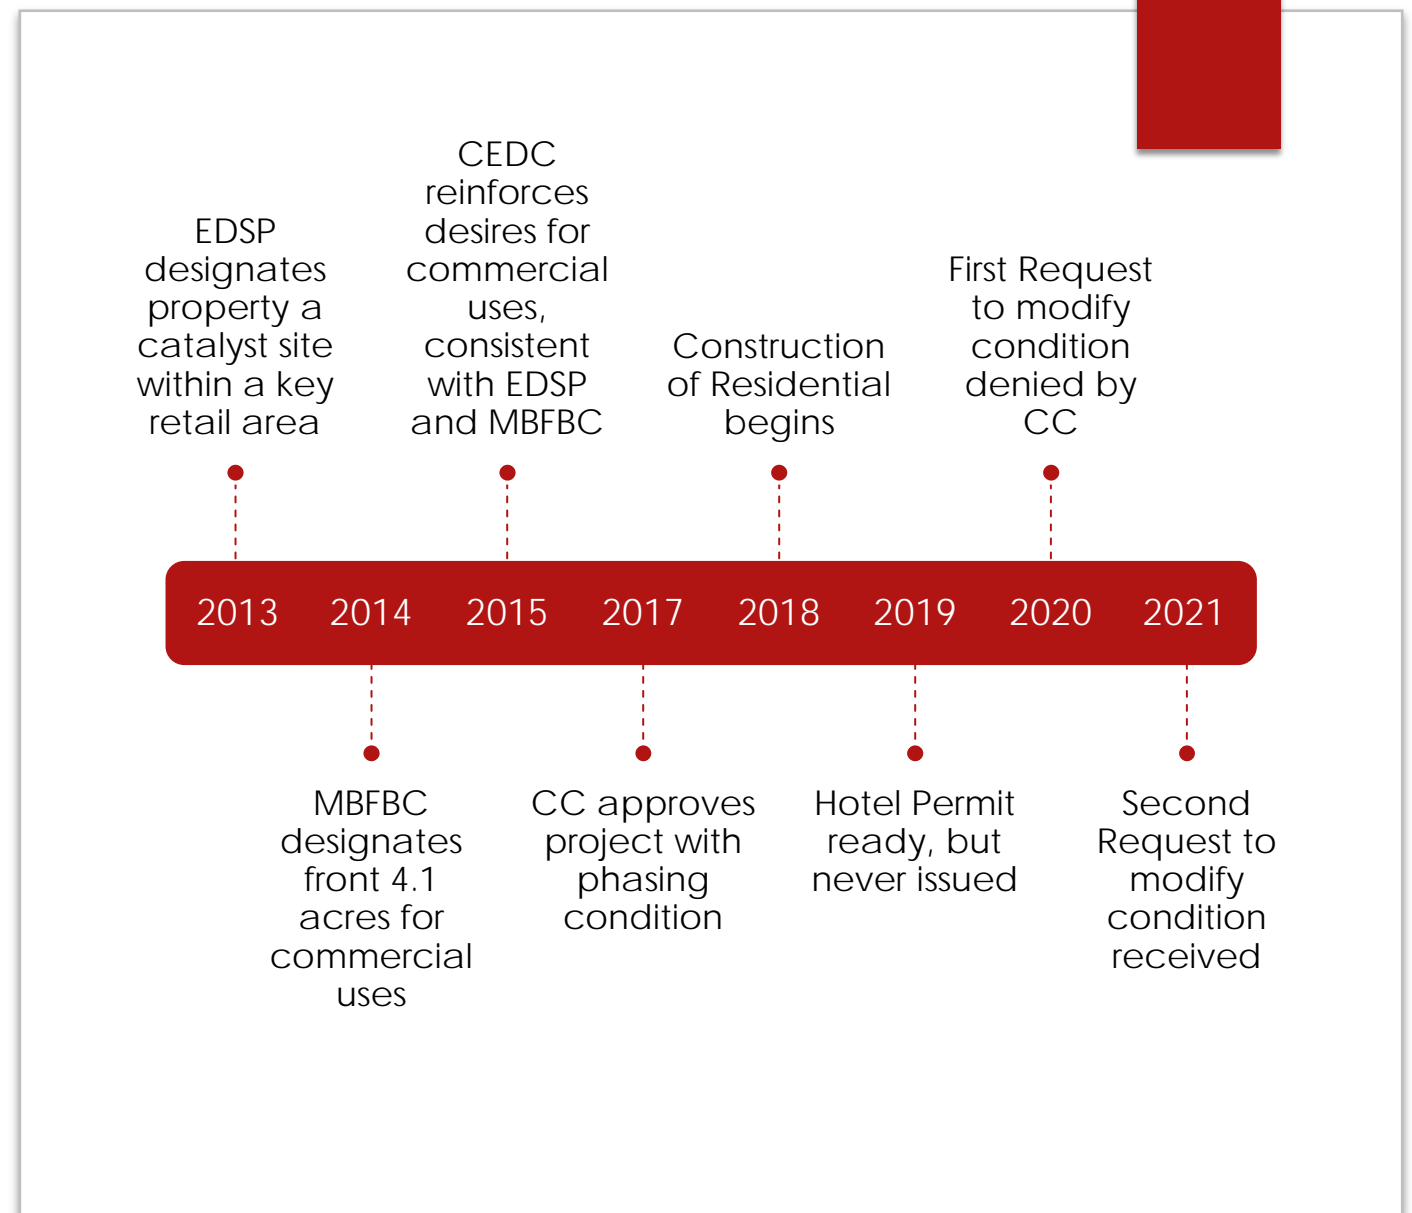 EDSP
designates
property a
catalyst site
within a key
retail area
CEDC
reinforces
desires for
commercial
uses,
consistent
with EDSP
and MBFBC
Construction
of Residential
begins
First Request
to modify
condition
denied by
CC
2013 2014 2015 2017 2018 2019 2020 2021
MBFBC
designates
front 4.1
acres for
commercial
uses
CC approves
project with
phasing
condition
Hotel Permit
ready, but
never issued
Second
Request to
modify
condition
received